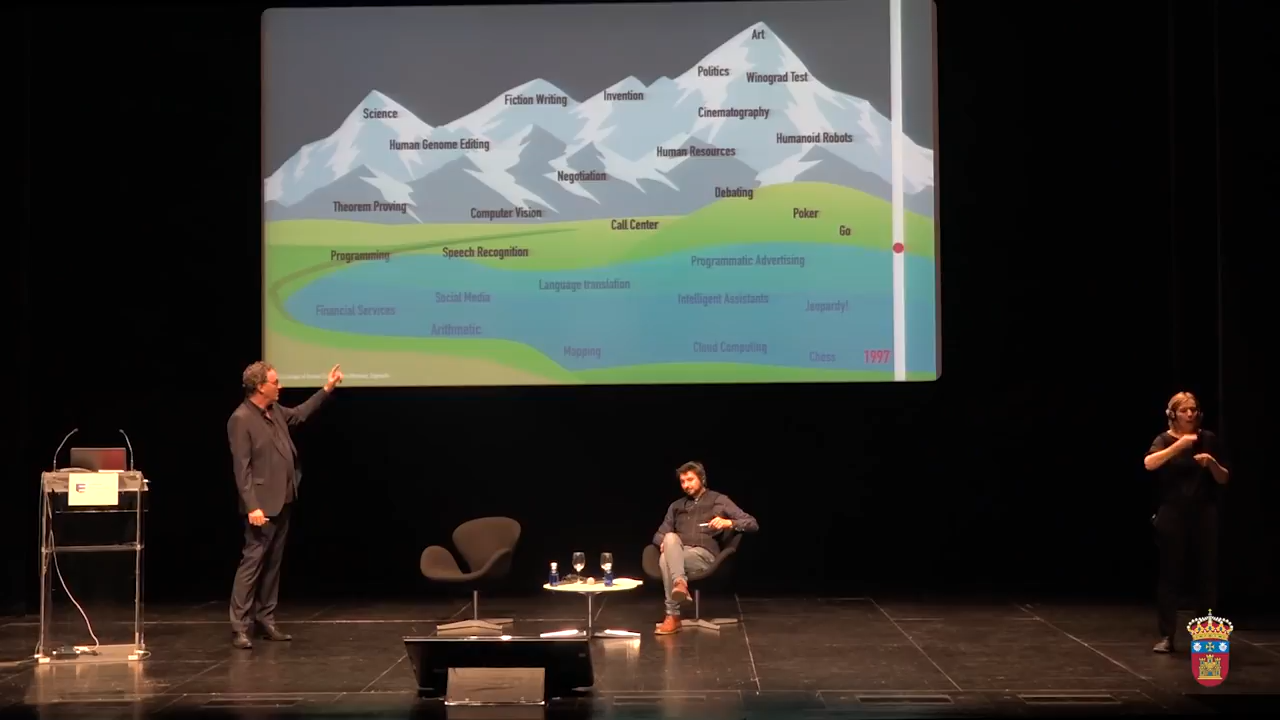 Art
Politics
Winograd Test
Science
Fiction Writing
Invention
Cinematography
Human Genome Editing
Human Resources
Humanoid Robots
Negotiation
Debating
Theorem Proving
Computer Vision
Call Center
Poker
Go
Programming
Speech Recognition
Programmatic Advertising
Language translation
Financial Services
Social Media
Intelligent Assistants
Jeopardy!
Arithmetic
Mapping
Cloud Computing
Chess
1997